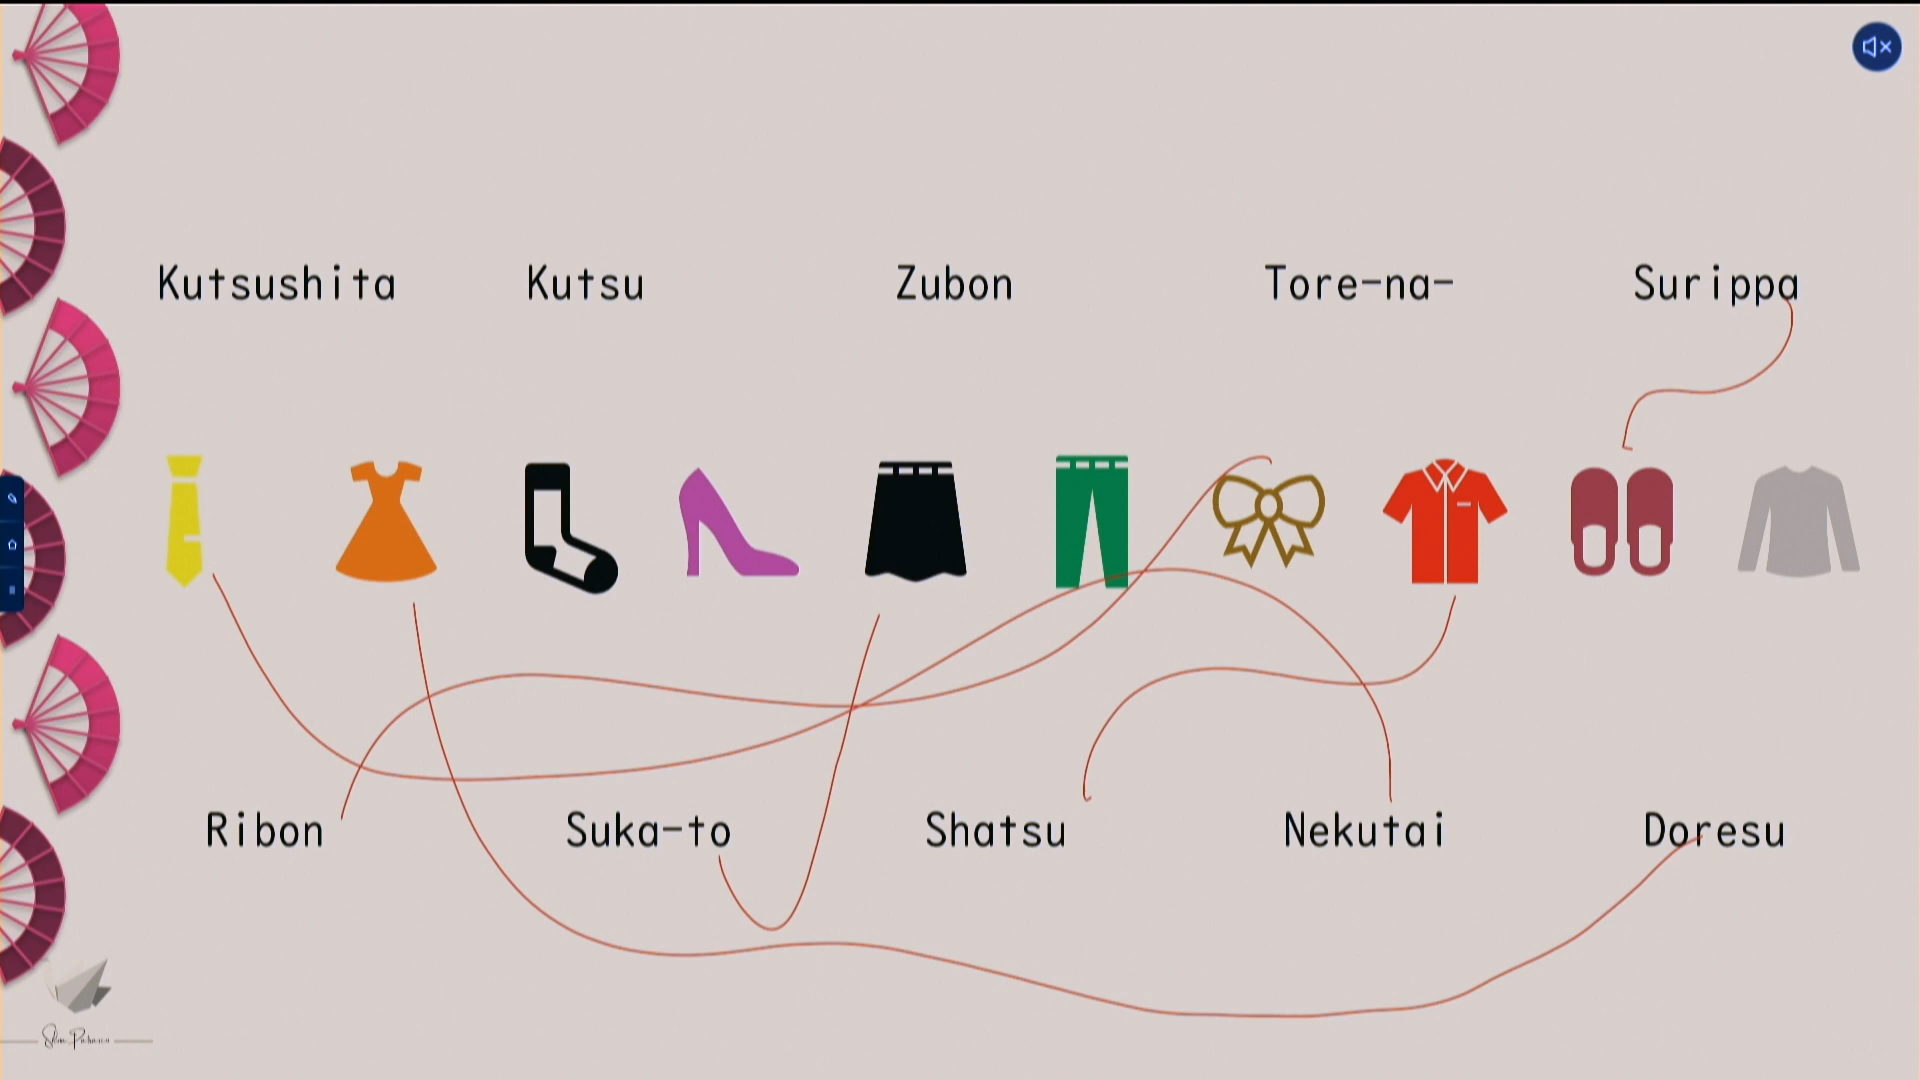 Kutsushita Kutsu Zubon Tore-na- Surippa
Ribon Suka-to Shatsu Nekutai Doresu